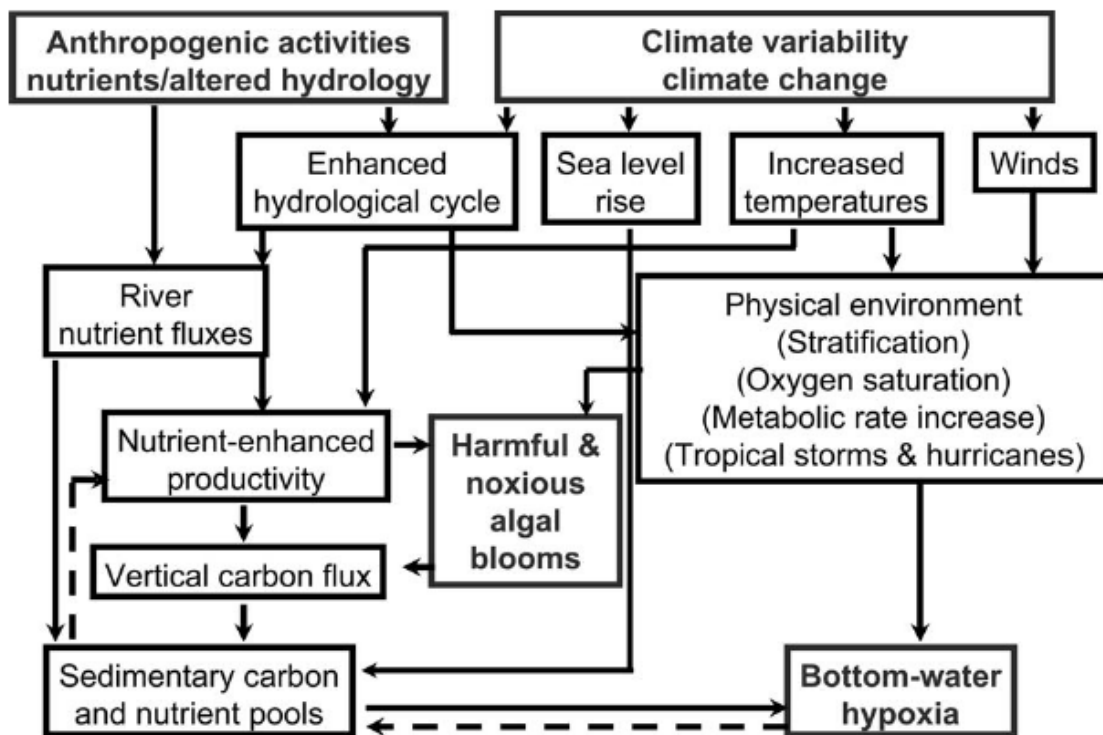 Anthropogenic activities
nutrients/altered hydrology
Climate variability
climate change
Enhanced
hydrological cycle
Sea level
rise
Increased
temperatures
Winds
River
nutrient fluxes
Physical environment
(Stratification)
(Oxygen saturation)
(Metabolic rate increase)
(Tropical storms & hurricanes)
Nutrient-enhanced
productivity
Harmful &
noxious
algal
blooms
Vertical carbon flux
Sedimentary carbon
and nutrient pools
Bottom-water
hypoxia